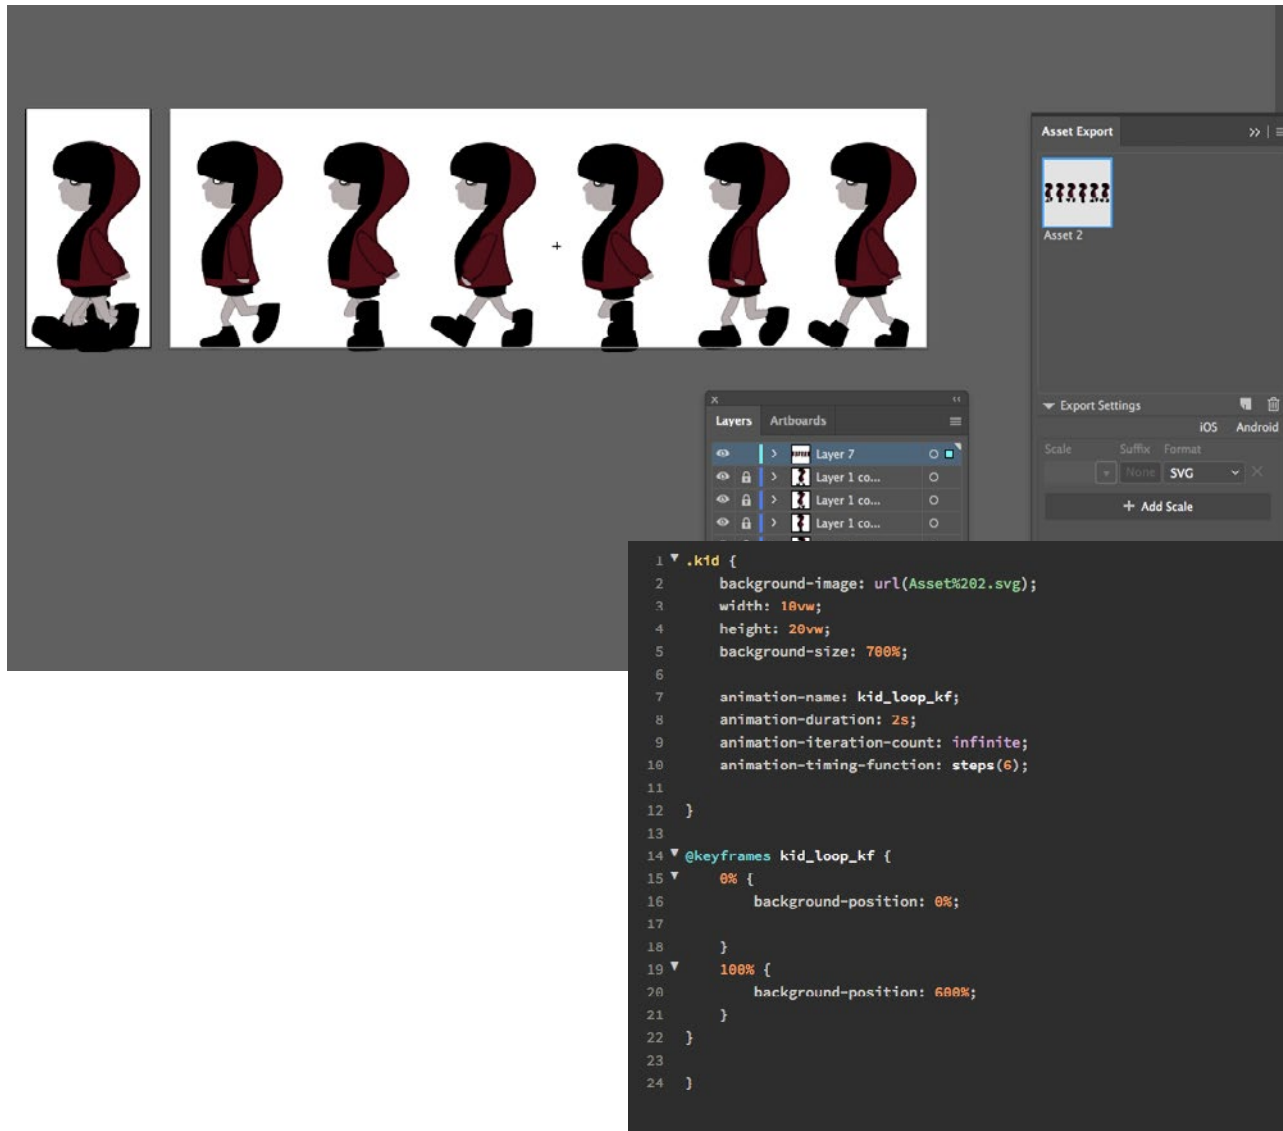 Asset Export
Asset 2
Export Settings
iOS Android
Scale Suffix Format
None SVG
+ Add Scale
Layers Artboards
Layer 7
Layer 1 co...
Layer 1 co...
Layer 1 co...
1 .kid {
2 background-image: url(Asset%202.svg);
3 width: 10vw;
4 height: 20vw;
5 background-size: 700%;
6
7 animation-name: kid_loop_kf;
8 animation-duration: 2s;
9 animation-iteration-count: infinite;
10 animation-timing-function: steps(6);
11
12 }
13
14 @keyframes kid_loop_kf {
15 0% {
16 background-position: 0%;
17
18 }
19 100% {
20 background-position: 600%;
21 }
22 }
23
24 }